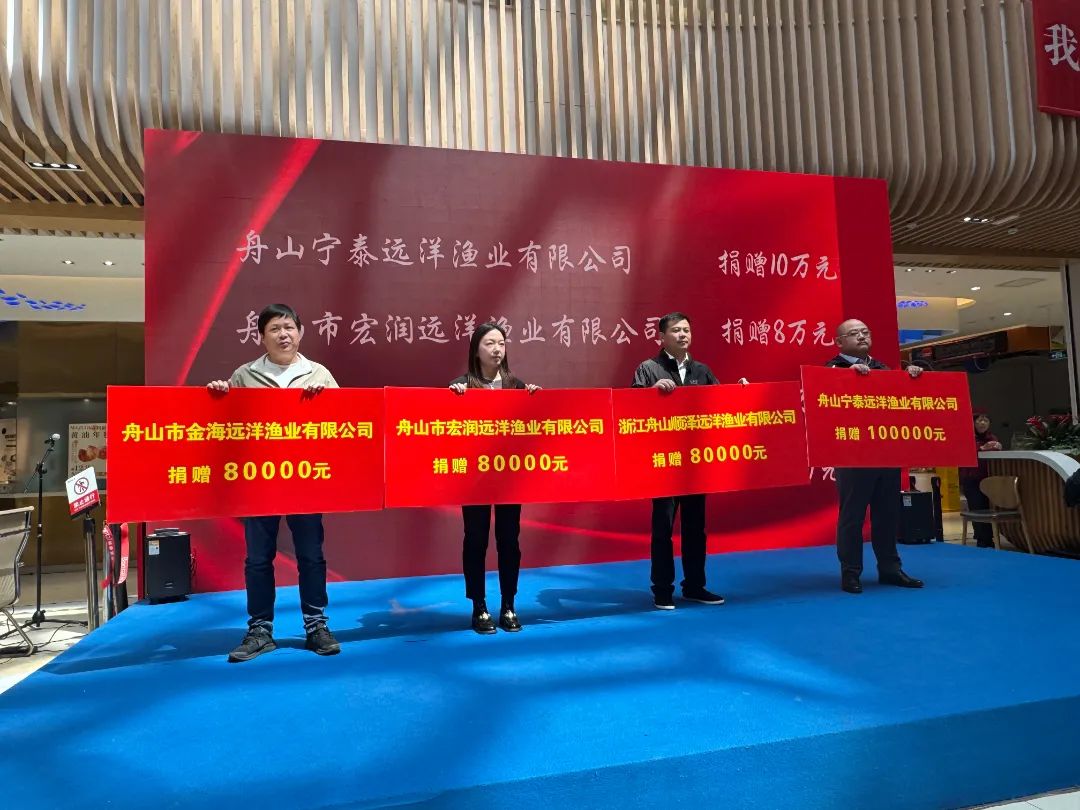 我
舟山宁泰远洋渔业有限公司 捐赠10万元
市宏润远洋渔业有限公司 捐赠8万元
舟山市金海远洋渔业有限公司
捐赠 80000元
舟山市宏润远洋渔业有限公司
捐赠 80000元
浙江舟山顺泽远洋渔业有限公司
捐赠 80000元
舟山宁泰远洋渔业有限公司
捐赠 100000元
元
禁止通行